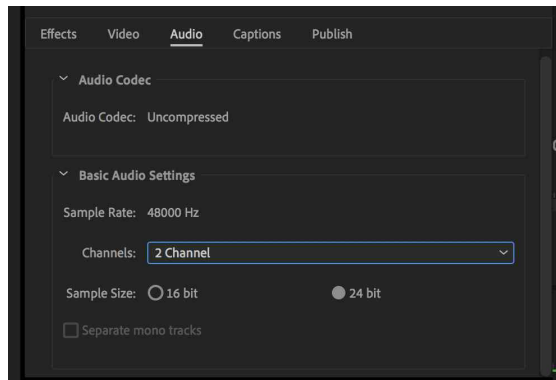 Effects Video Audio Captions Publish
Audio Codec
Audio Codec: Uncompressed
Basic Audio Settings
Sample Rate: 48000 Hz
Channels: 2 Channel
Sample Size: 16 bit 24 bit
Separate mono tracks